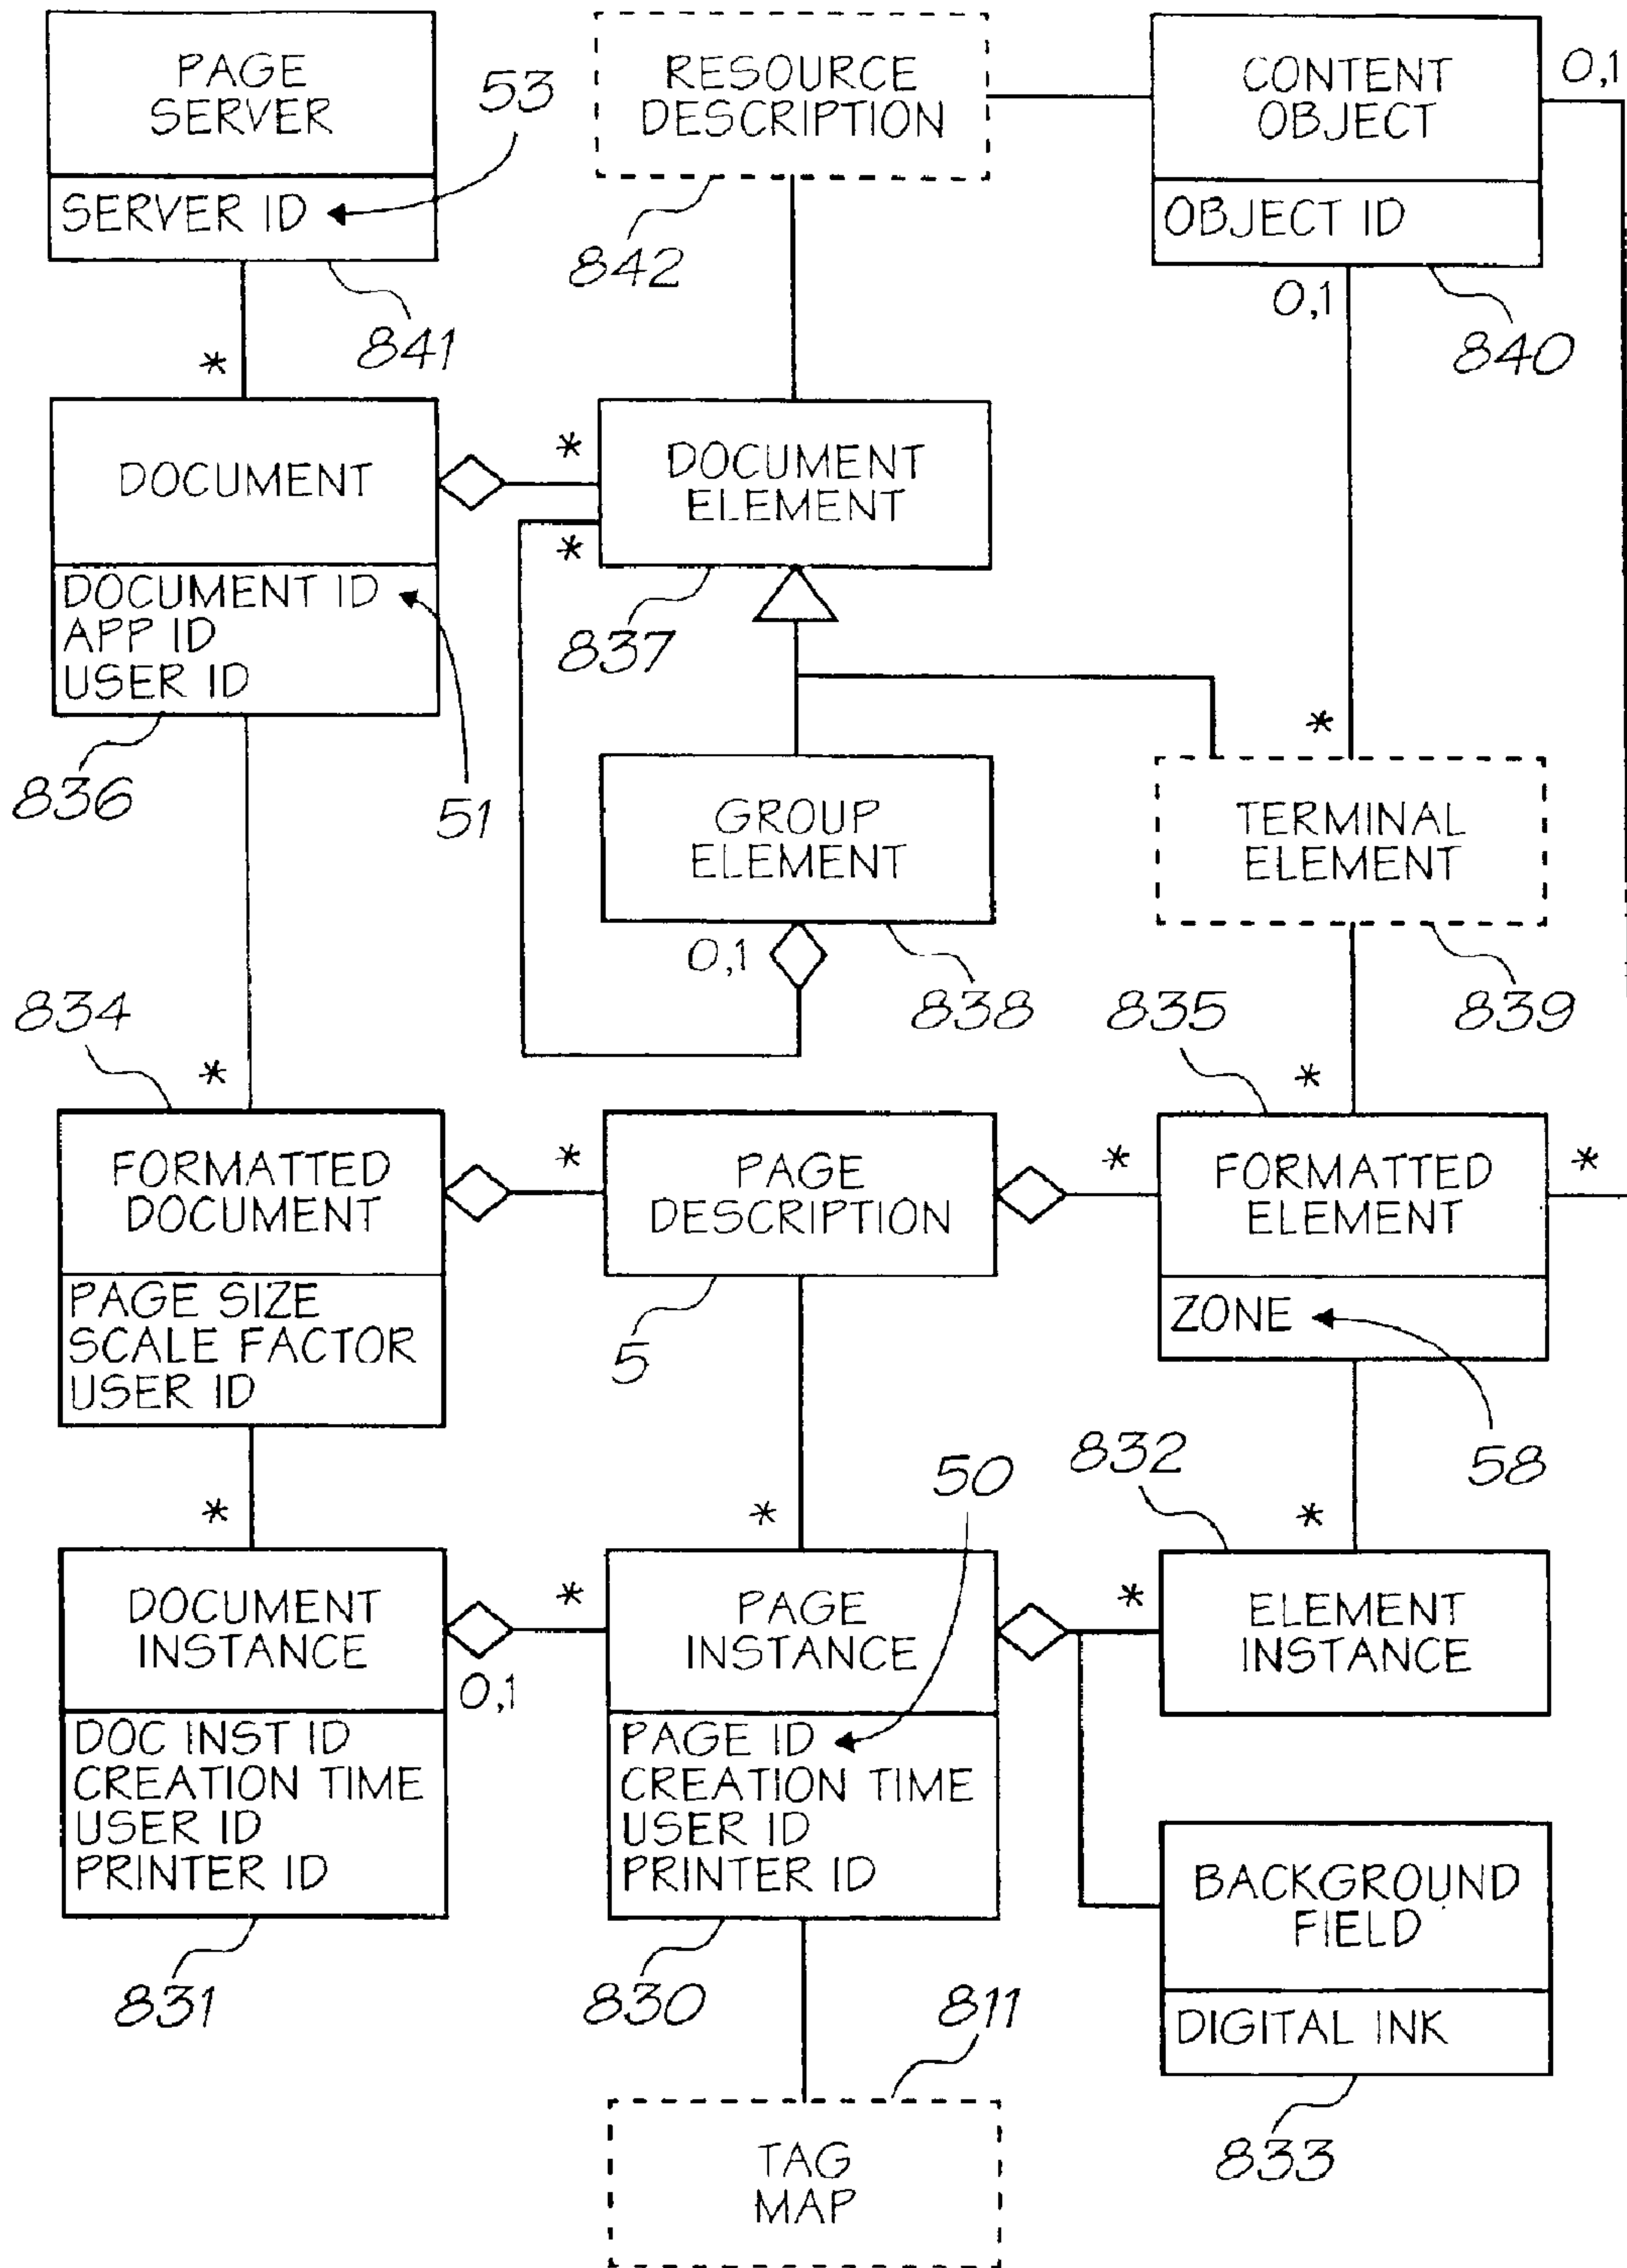 PAGE
SERVER
SERVER ID
53
841
*
RESOURCE
DESCRIPTION
842
CONTENT
OBJECT
OBJECT ID
0,1
0,1
840
DOCUMENT
DOCUMENT ID
APP ID
USER ID
836
51
*
*
DOCUMENT
ELEMENT
837
GROUP
ELEMENT
0,1
838
*
TERMINAL
ELEMENT
839
834
*
FORMATTED
DOCUMENT
PAGE SIZE
SCALE FACTOR
USER ID
*
PAGE
DESCRIPTION
5
835
*
*
FORMATTED
ELEMENT
*
ZONE
58
*
DOCUMENT
INSTANCE
0,1
DOC INST ID
CREATION TIME
USER ID
PRINTER ID
831
*
*
50
PAGE
INSTANCE
PAGE ID
CREATION TIME
USER ID
PRINTER ID
830
832
*
*
ELEMENT
INSTANCE
BACKGROUND
FIELD
DIGITAL INK
833
811
TAG
MAP